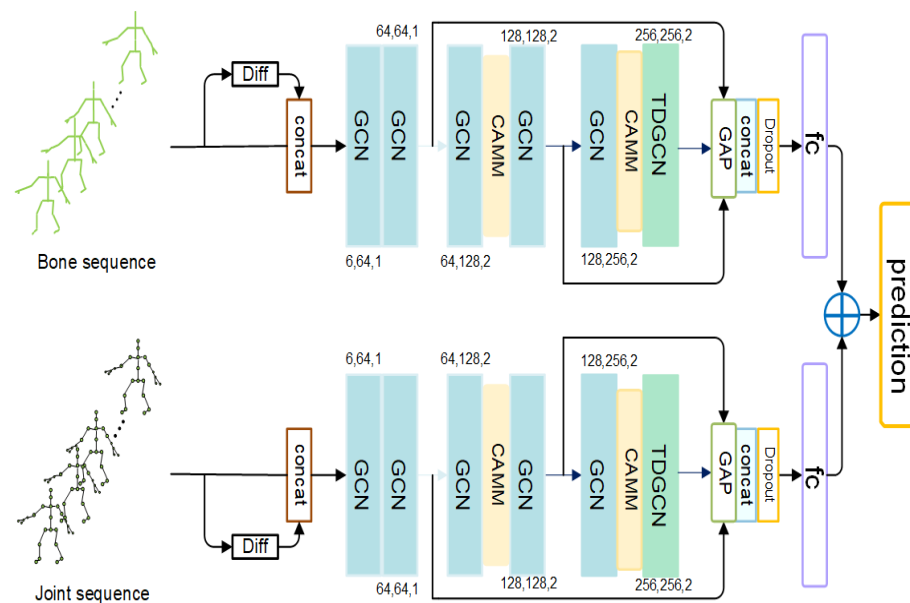 64,64,1
128,128,2
256,256,2
Diff
concat
GCN
GCN
GCN
CAMM
GCN
GCN
CAMM
TDGCN
GAP
concat
Dropout
fc
6,64,1
64,128,2
128,256,2
Bone sequence
prediction
6,64,1
64,128,2
128,256,2
concat
GCN
GCN
GCN
CAMM
GCN
GCN
CAMM
TDGCN
GAP
concat
Dropout
fc
Diff
64,64,1
128,128,2
256,256,2
Joint sequence